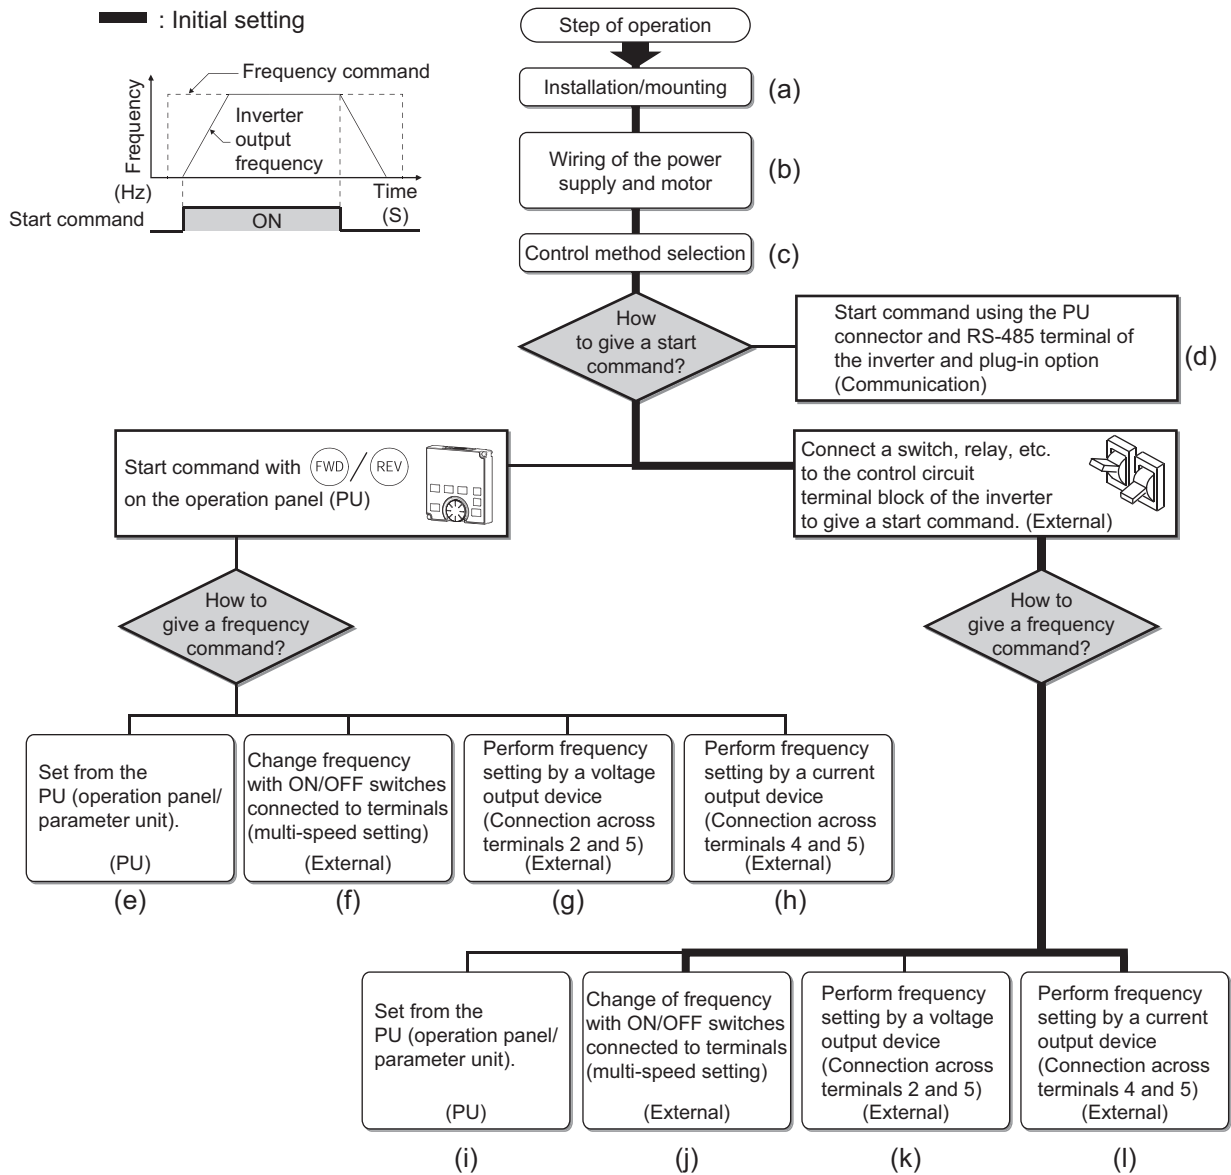 : Initial setting
Frequency command
Inverter
output
frequency
Frequency
(Hz)
Time
(S)
Start command
ON
Step of operation
Installation/mounting
(a)
Wiring of the power
supply and motor
(b)
Control method selection
(c)
How
to give a start
command?
Start command using the PU
connector and RS-485 terminal of
the inverter and plug-in option
(Communication)
(d)
Start command with FWD / REV
on the operation panel (PU)
Connect a switch, relay, etc.
to the control circuit
terminal block of the inverter
to give a start command. (External)
How to
give a frequency
command?
How to
give a frequency
command?
Set from the
PU (operation panel/
parameter unit).
(PU)
(e)
Change frequency
with ON/OFF switches
connected to terminals
(multi-speed setting)
(External)
(f)
Perform frequency
setting by a voltage
output device
(Connection across
terminals 2 and 5)
(External)
(g)
Perform frequency
setting by a current
output device
(Connection across
terminals 4 and 5)
(External)
(h)
Set from the
PU (operation panel/
parameter unit).
(PU)
(i)
Change of frequency
with ON/OFF switches
connected to terminals
(multi-speed setting)
(External)
(j)
Perform frequency
setting by a voltage
output device
(Connection across
terminals 2 and 5)
(External)
(k)
Perform frequency
setting by a current
output device
(Connection across
terminals 4 and 5)
(External)
(l)